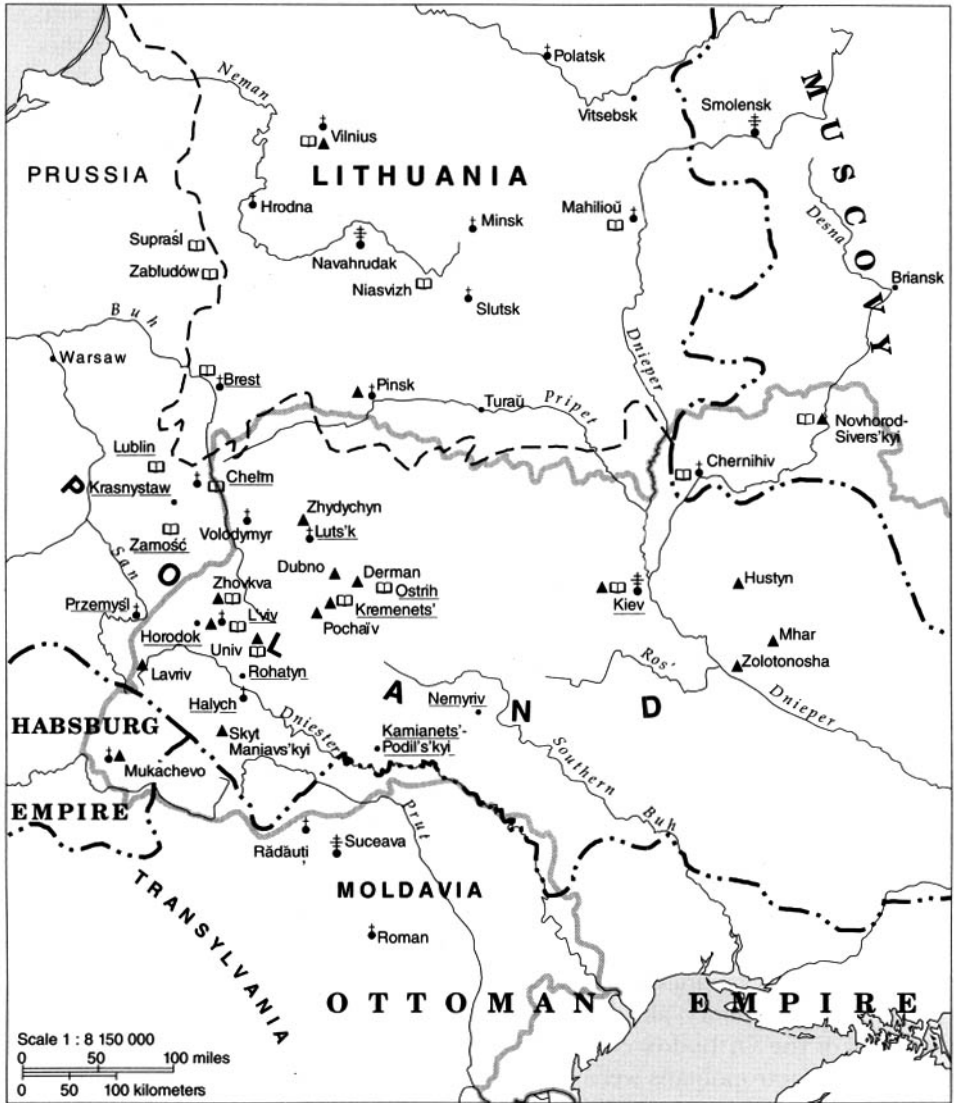 Polatsk
Neman
Vitsebsk
Smolensk
MUSCOVY
Vilnius
PRUSSIA
LITHUANIA
Hrodna
Minsk
Mahilioŭ
Desna
Supraśl
Navahrudak
Zabludów
Niasvizh
Briansk
Slutsk
Buh
Dnieper
Warsaw
Brest
Pinsk
Turaŭ
Pripet
Novhorod-
Sivers'kyi
Lublin
Chernihiv
Krasnystaw
Chełm
Zhydychyn
Volodymyr
Luts'k
Zamość
San
Dubno
Derman
Hustyn
Zhovkva
Ostrih
Kiev
Przemyśl
Kremenets'
L'viv
Pochaïv
Horodok
Univ
Mhar
Ros'
Lavriv
Rohatyn
Zolotonosha
POLAND
Halych
Nemyriv
Dnieper
HABSBURG
Dniester
Skyt
Maniavs'kyi
Kamianets'-
Podil's'kyi
Southern Buh
Mukachevo
EMPIRE
Prut
Rădăuți
Suceava
TRANSYLVANIA
MOLDAVIA
Roman
OTTOMAN EMPIRE
Scale 1 : 8 150 000
0 50 100 miles
0 50 100 kilometers